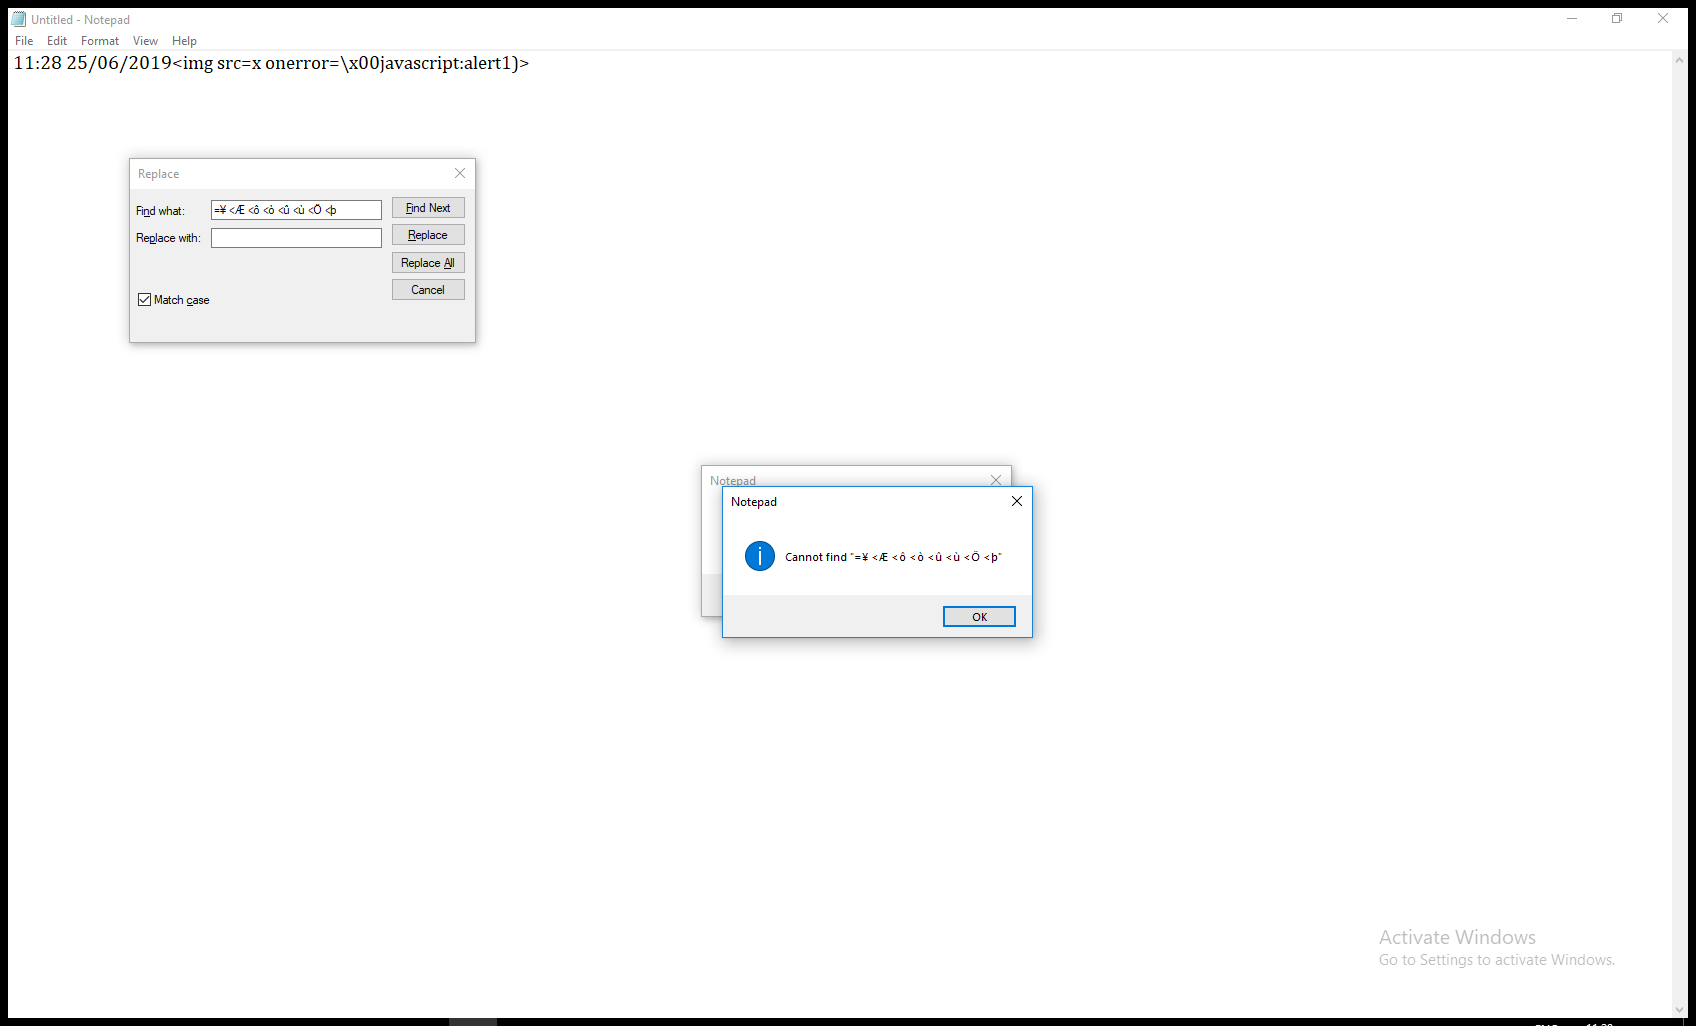 Untitled - Notepad
File Edit Format View Help
11:28 25/06/2019<img src=x onerror=\x00javascript:alert1)>
Replace
Find what: =¥ <Æ <ô <ò <û <ù <Ö <þ Find Next
Replace with: Replace
Replace All
Cancel
Match case
Notepad
Notepad
Cannot find "=¥ <Æ <ô <ò <û <ù <Ö <þ"
OK
Activate Windows
Go to Settings to activate Windows.